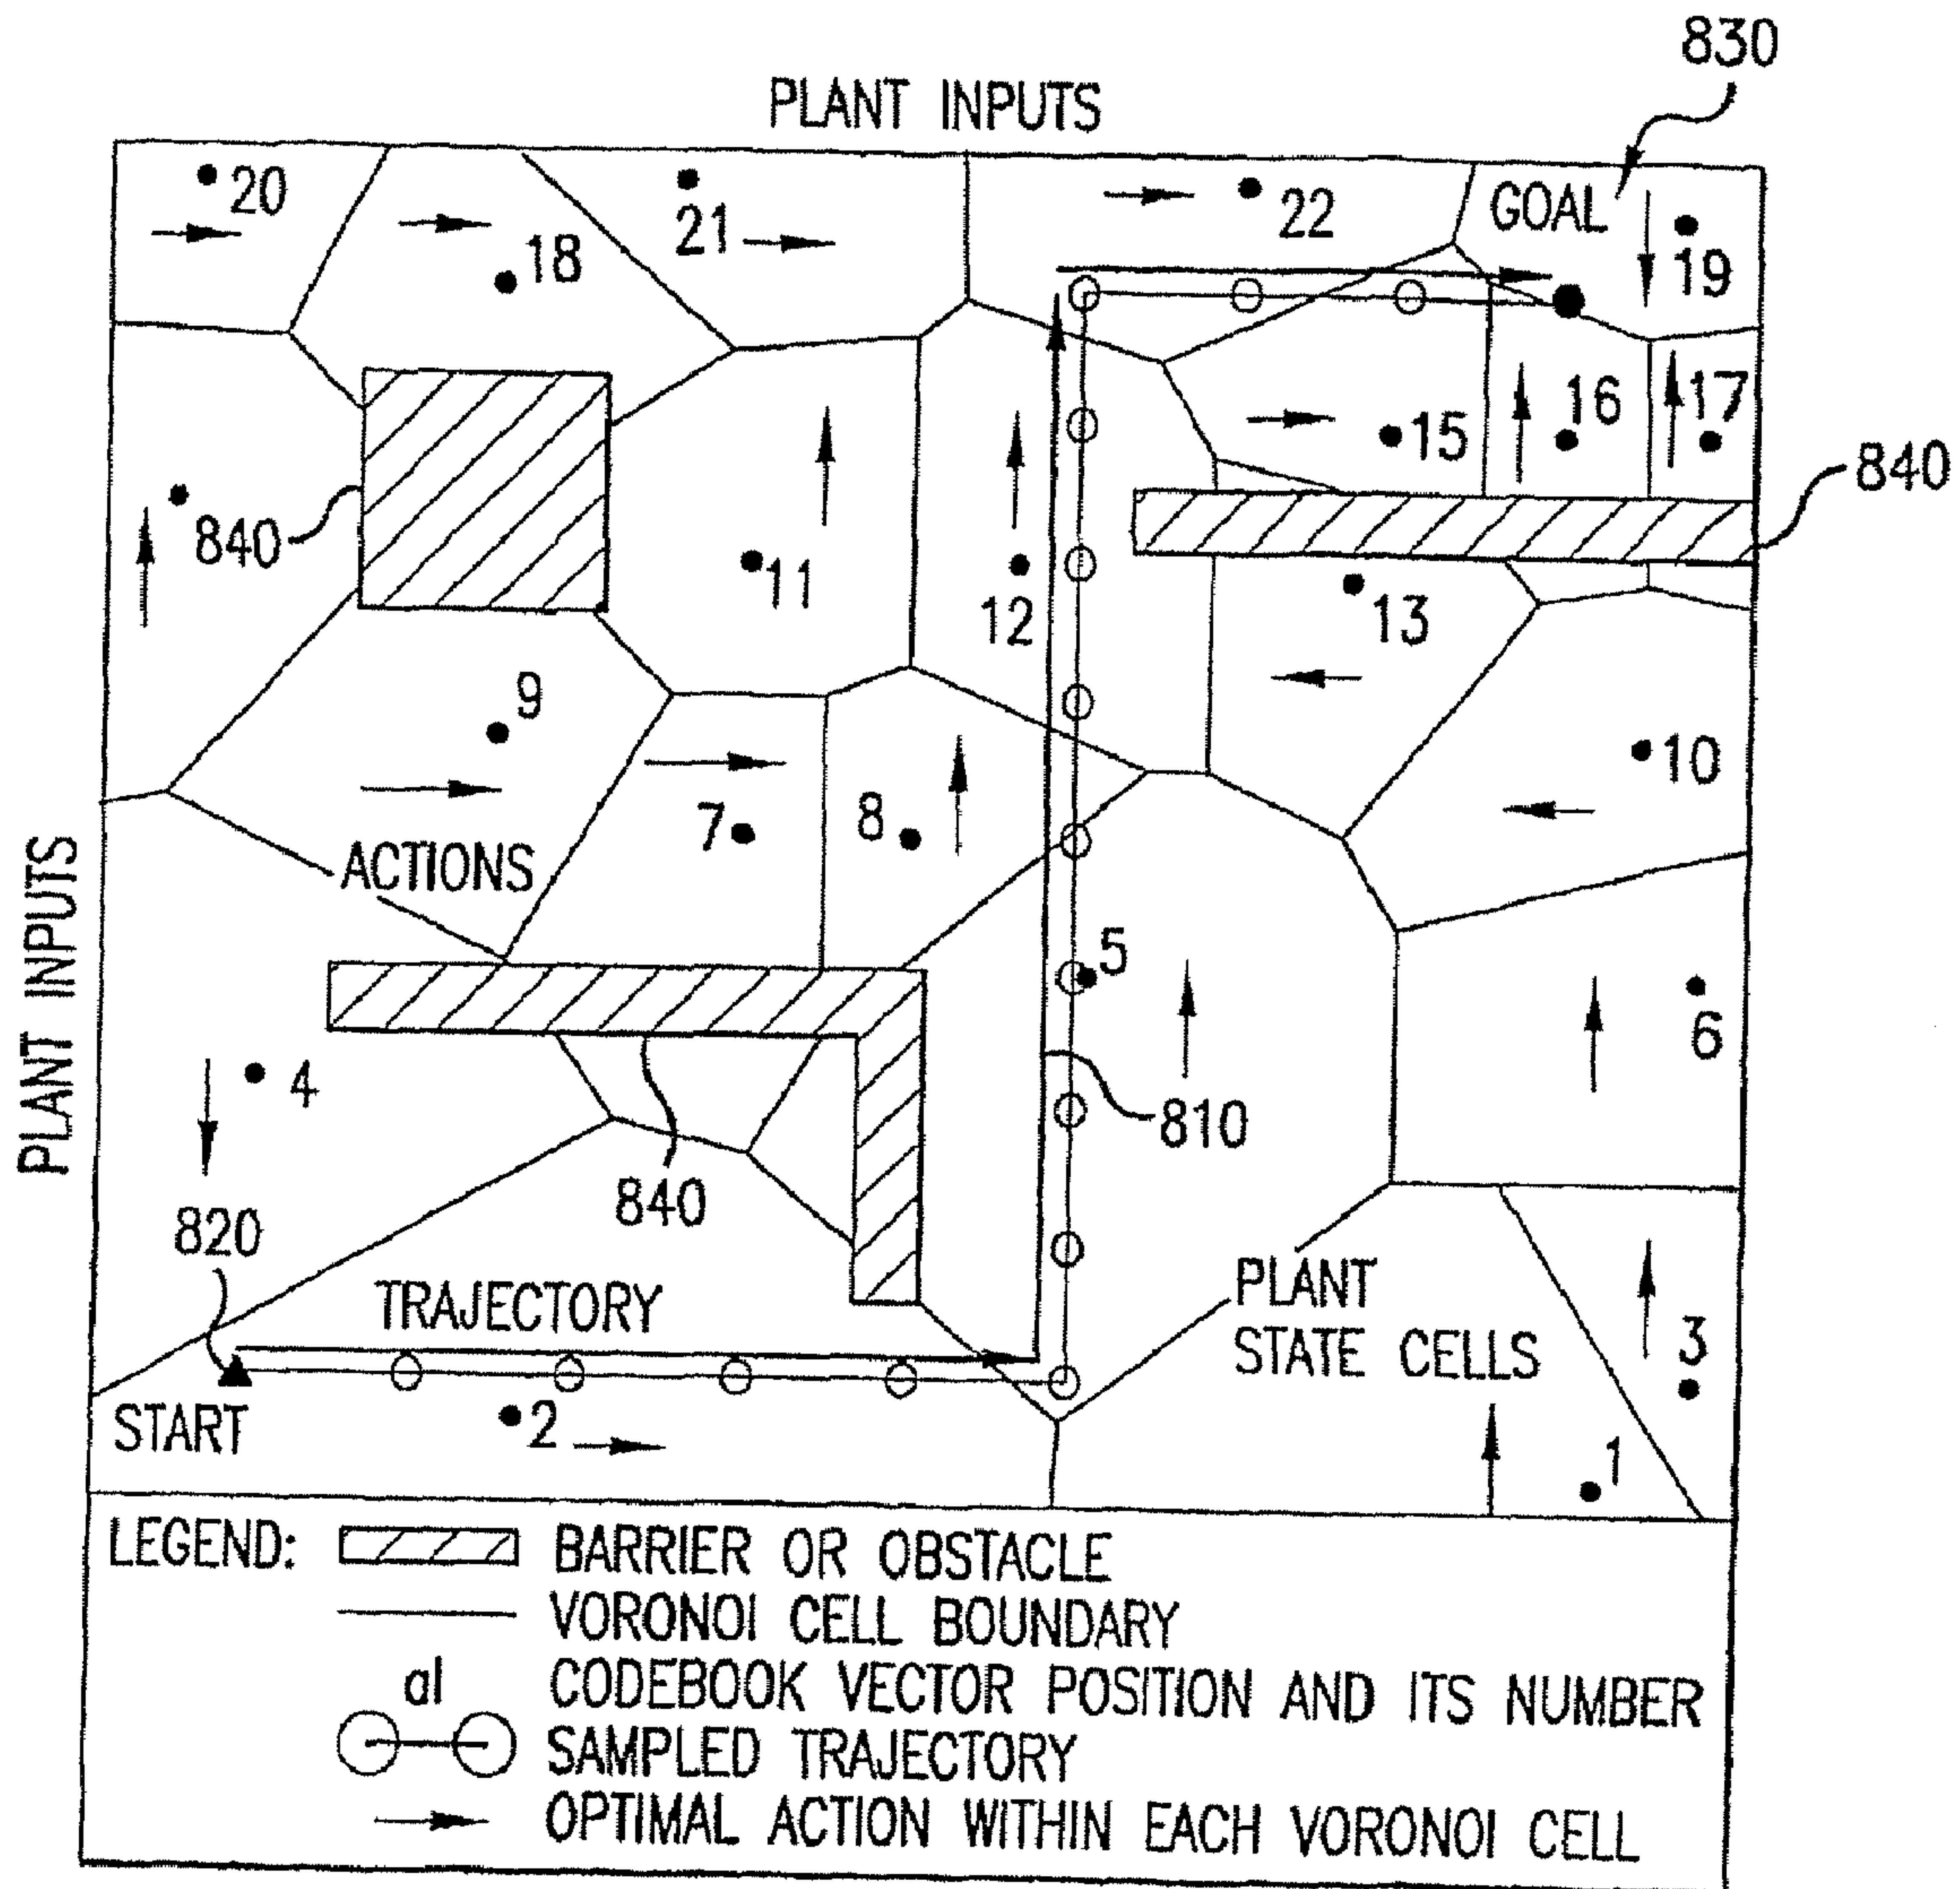 830
PLANT INPUTS
20
18
21
22
GOAL
19
15
16
17
840
840
11
12
13
9
10
7
8
ACTIONS
PLANT INPUTS
5
6
4
810
840
820
TRAJECTORY
PLANT
STATE CELLS
3
START
2
1
LEGEND:
BARRIER OR OBSTACLE
VORONOI CELL BOUNDARY
al
CODEBOOK VECTOR POSITION AND ITS NUMBER
SAMPLED TRAJECTORY
OPTIMAL ACTION WITHIN EACH VORONOI CELL